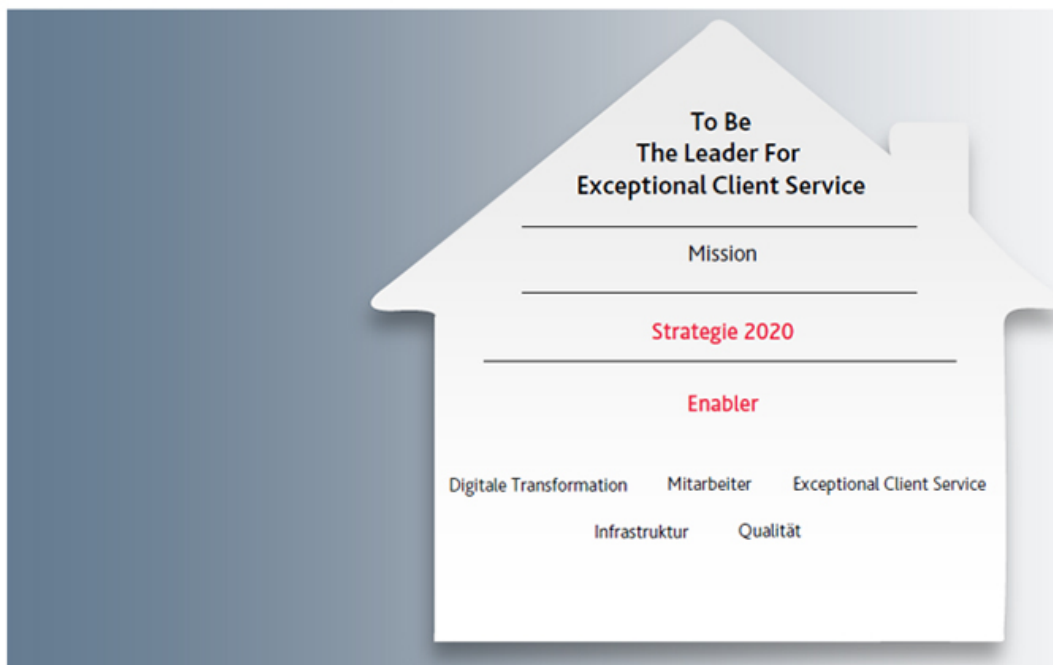 To Be
The Leader For
Exceptional Client Service
Mission
Strategie 2020
Enabler
Digitale Transformation Mitarbeiter Exceptional Client Service
Infrastruktur Qualität